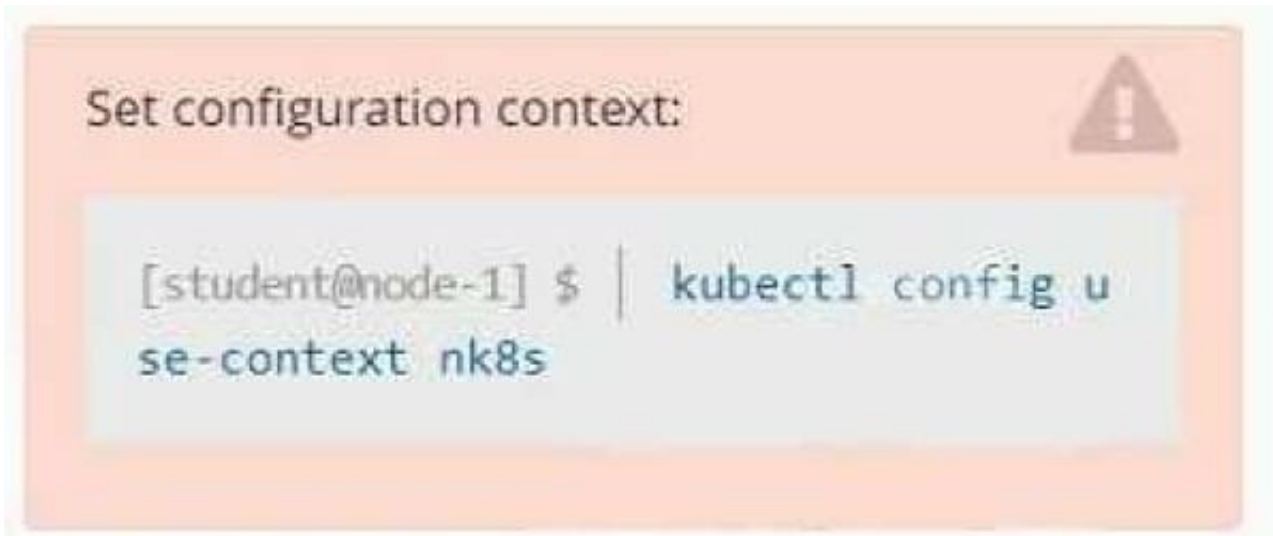 Set configuration context:
[student@node-1] $ | kubectl config u
se-context nk8s